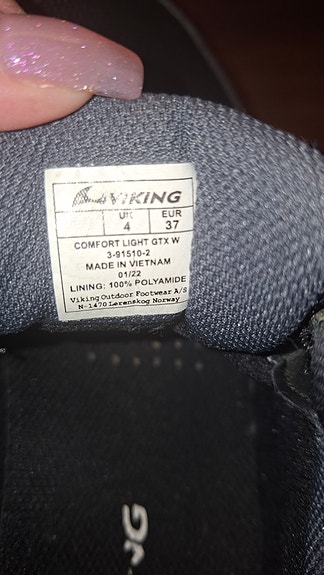 VIKING
UK EUR
4 37
COMFORT LIGHT GTX W
3-91510-2
MADE IN VIETNAM
01/22
LINING: 100% POLYAMIDE
Viking Outdoor Footwear A/S
N-1470 Lørenskog Norway